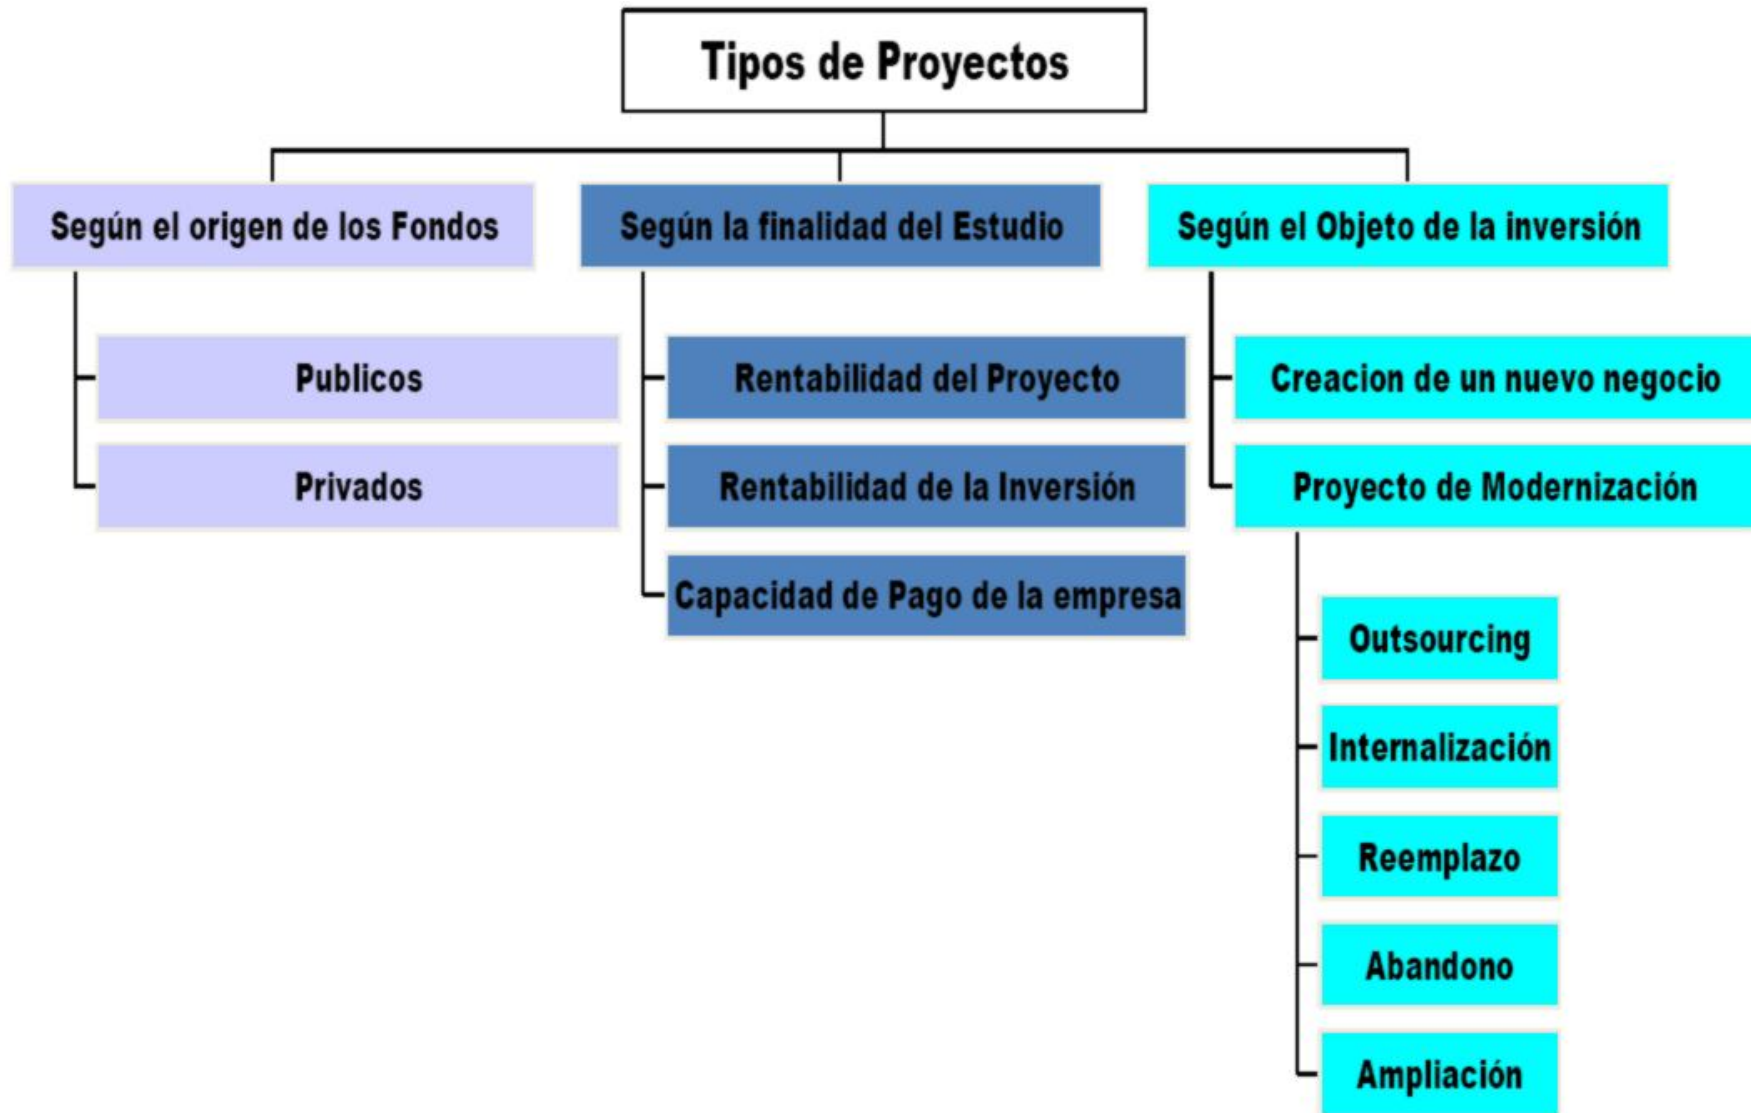 Tipos de Proyectos
Según el origen de los Fondos
Publicos
Privados
Según la finalidad del Estudio
Rentabilidad del Proyecto
Rentabilidad de la Inversión
Capacidad de Pago de la empresa
Según el Objeto de la inversión
Creacion de un nuevo negocio
Proyecto de Modernización
Outsourcing
Internalización
Reemplazo
Abandono
Ampliación